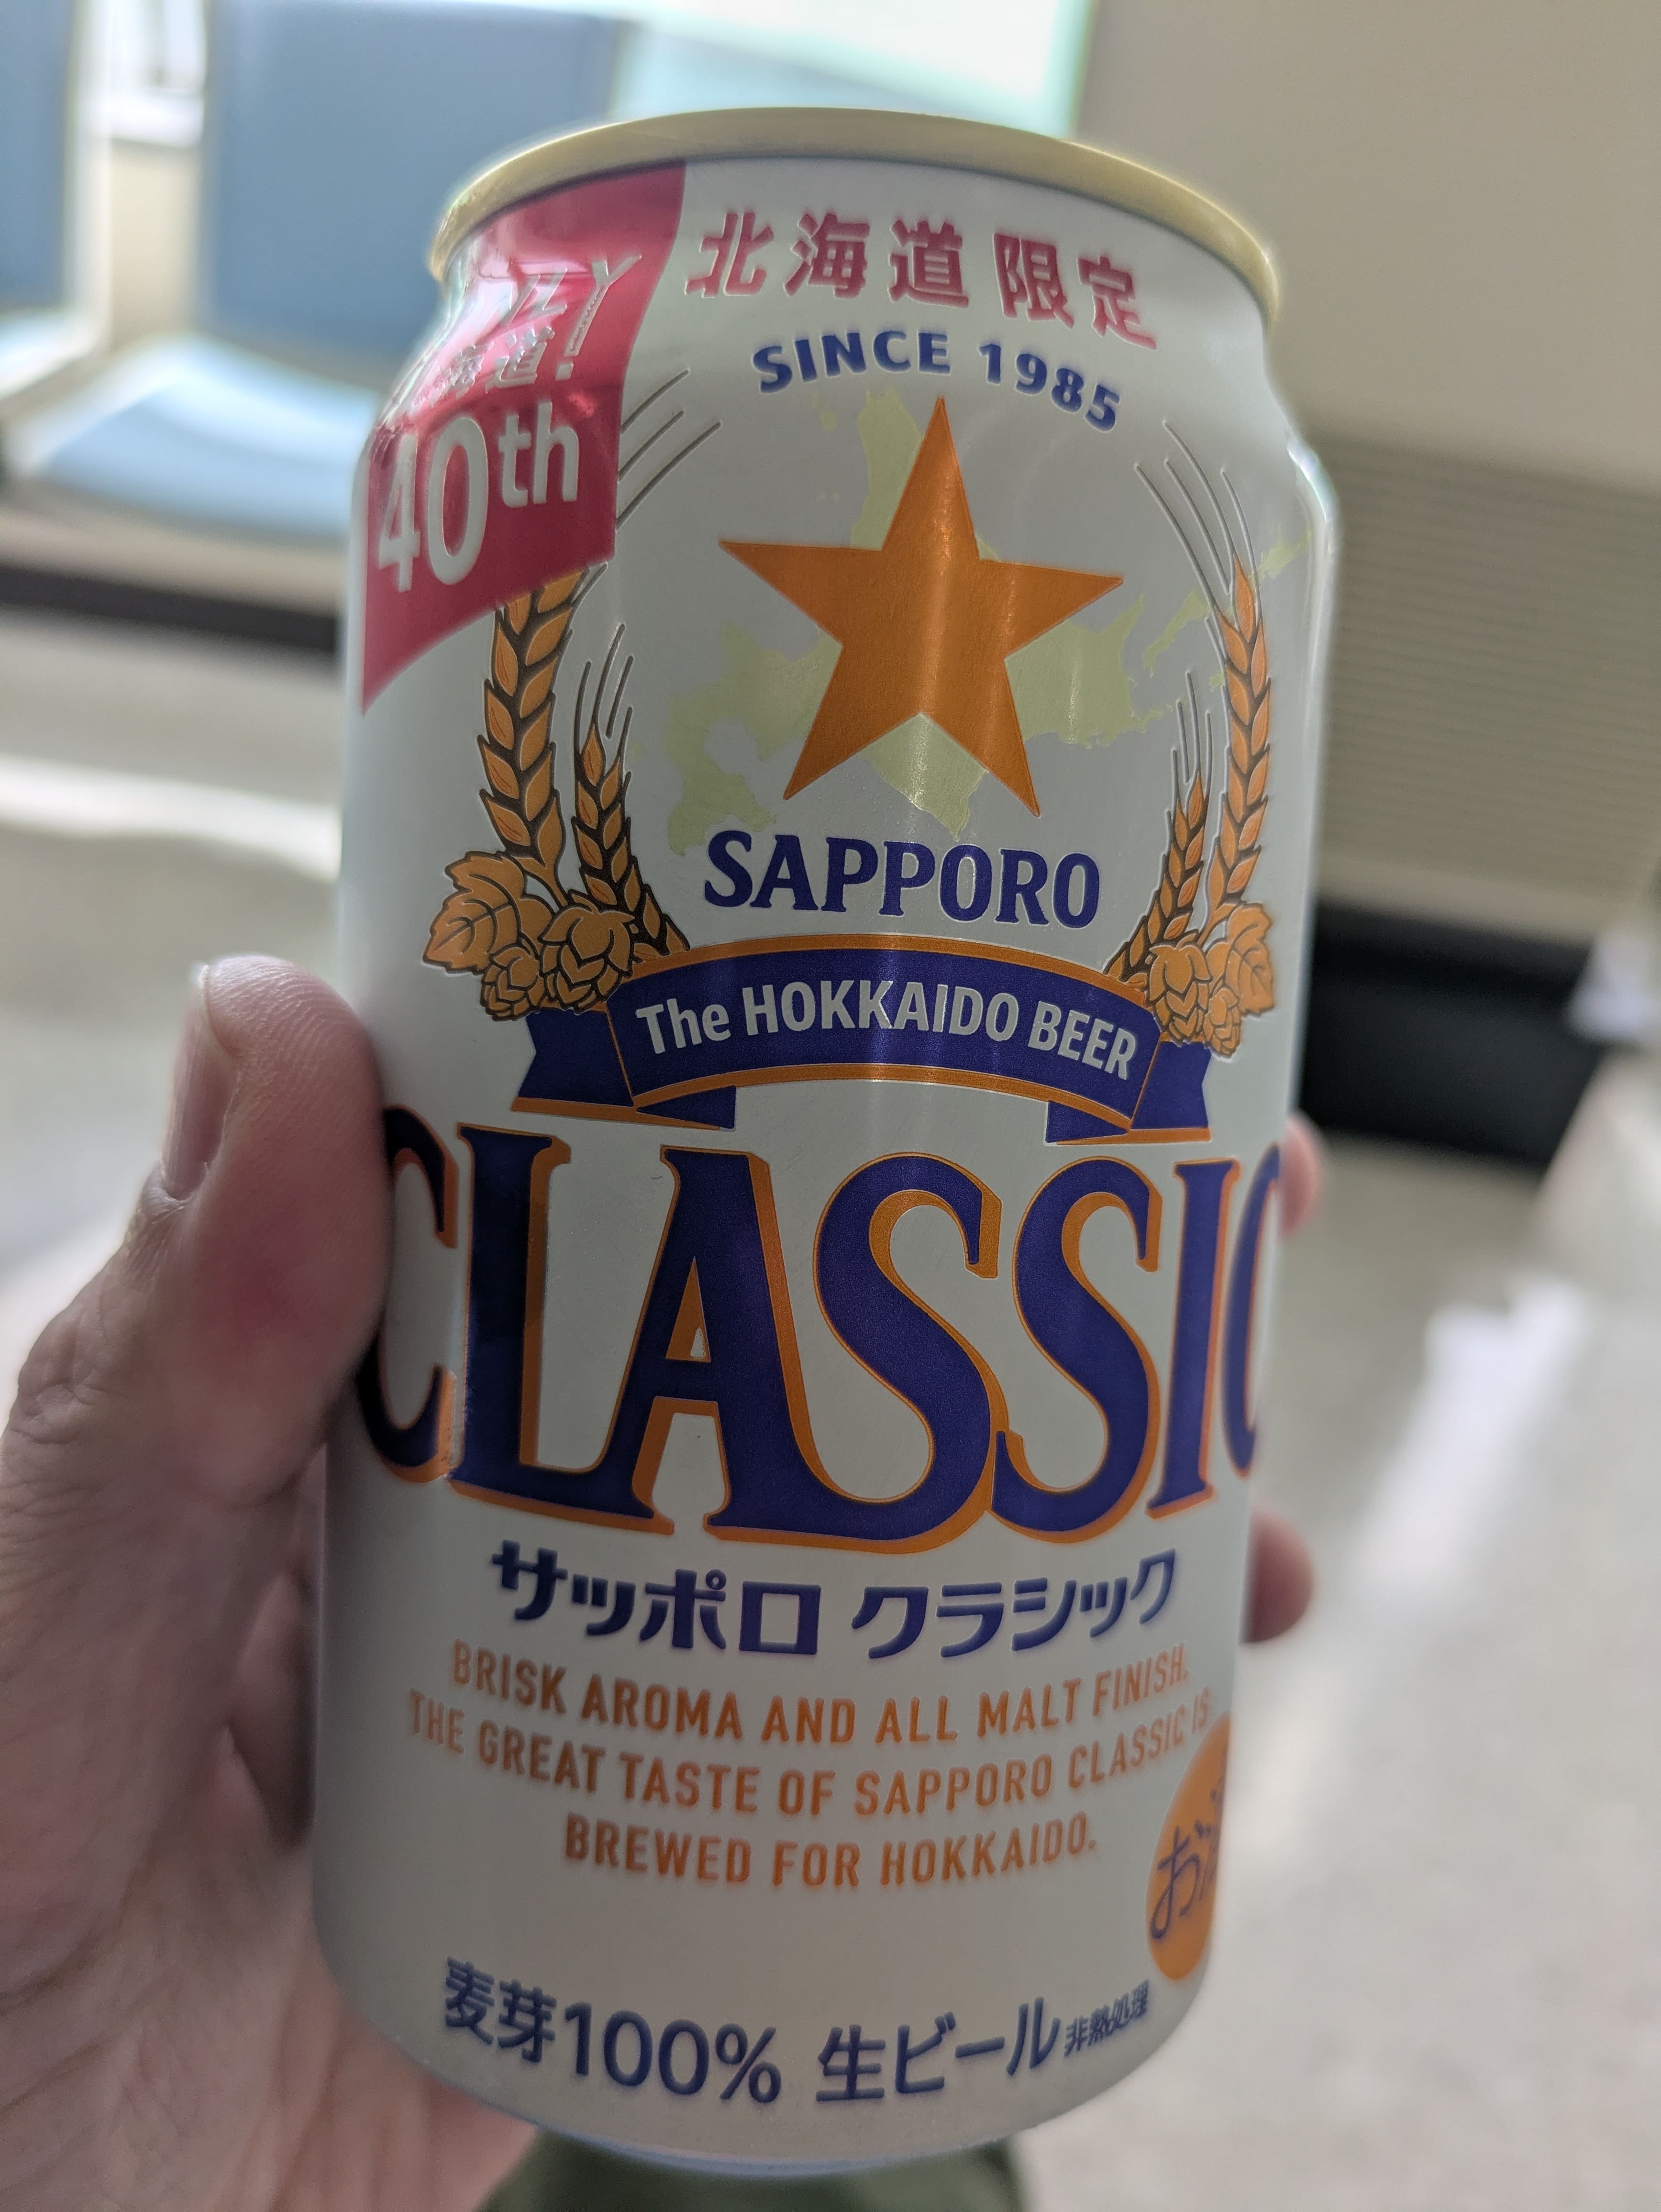 北海道限定
SINCE 1985
道!
40th
SAPPORO
The HOKKAIDO BEER
CLASSIC
サッポロ クラシック
BRISK AROMA AND ALL MALT FINISH.
THE GREAT TASTE OF SAPPORO CLASSIC IS
BREWED FOR HOKKAIDO.
麦芽100% 生ビール 非熱処理